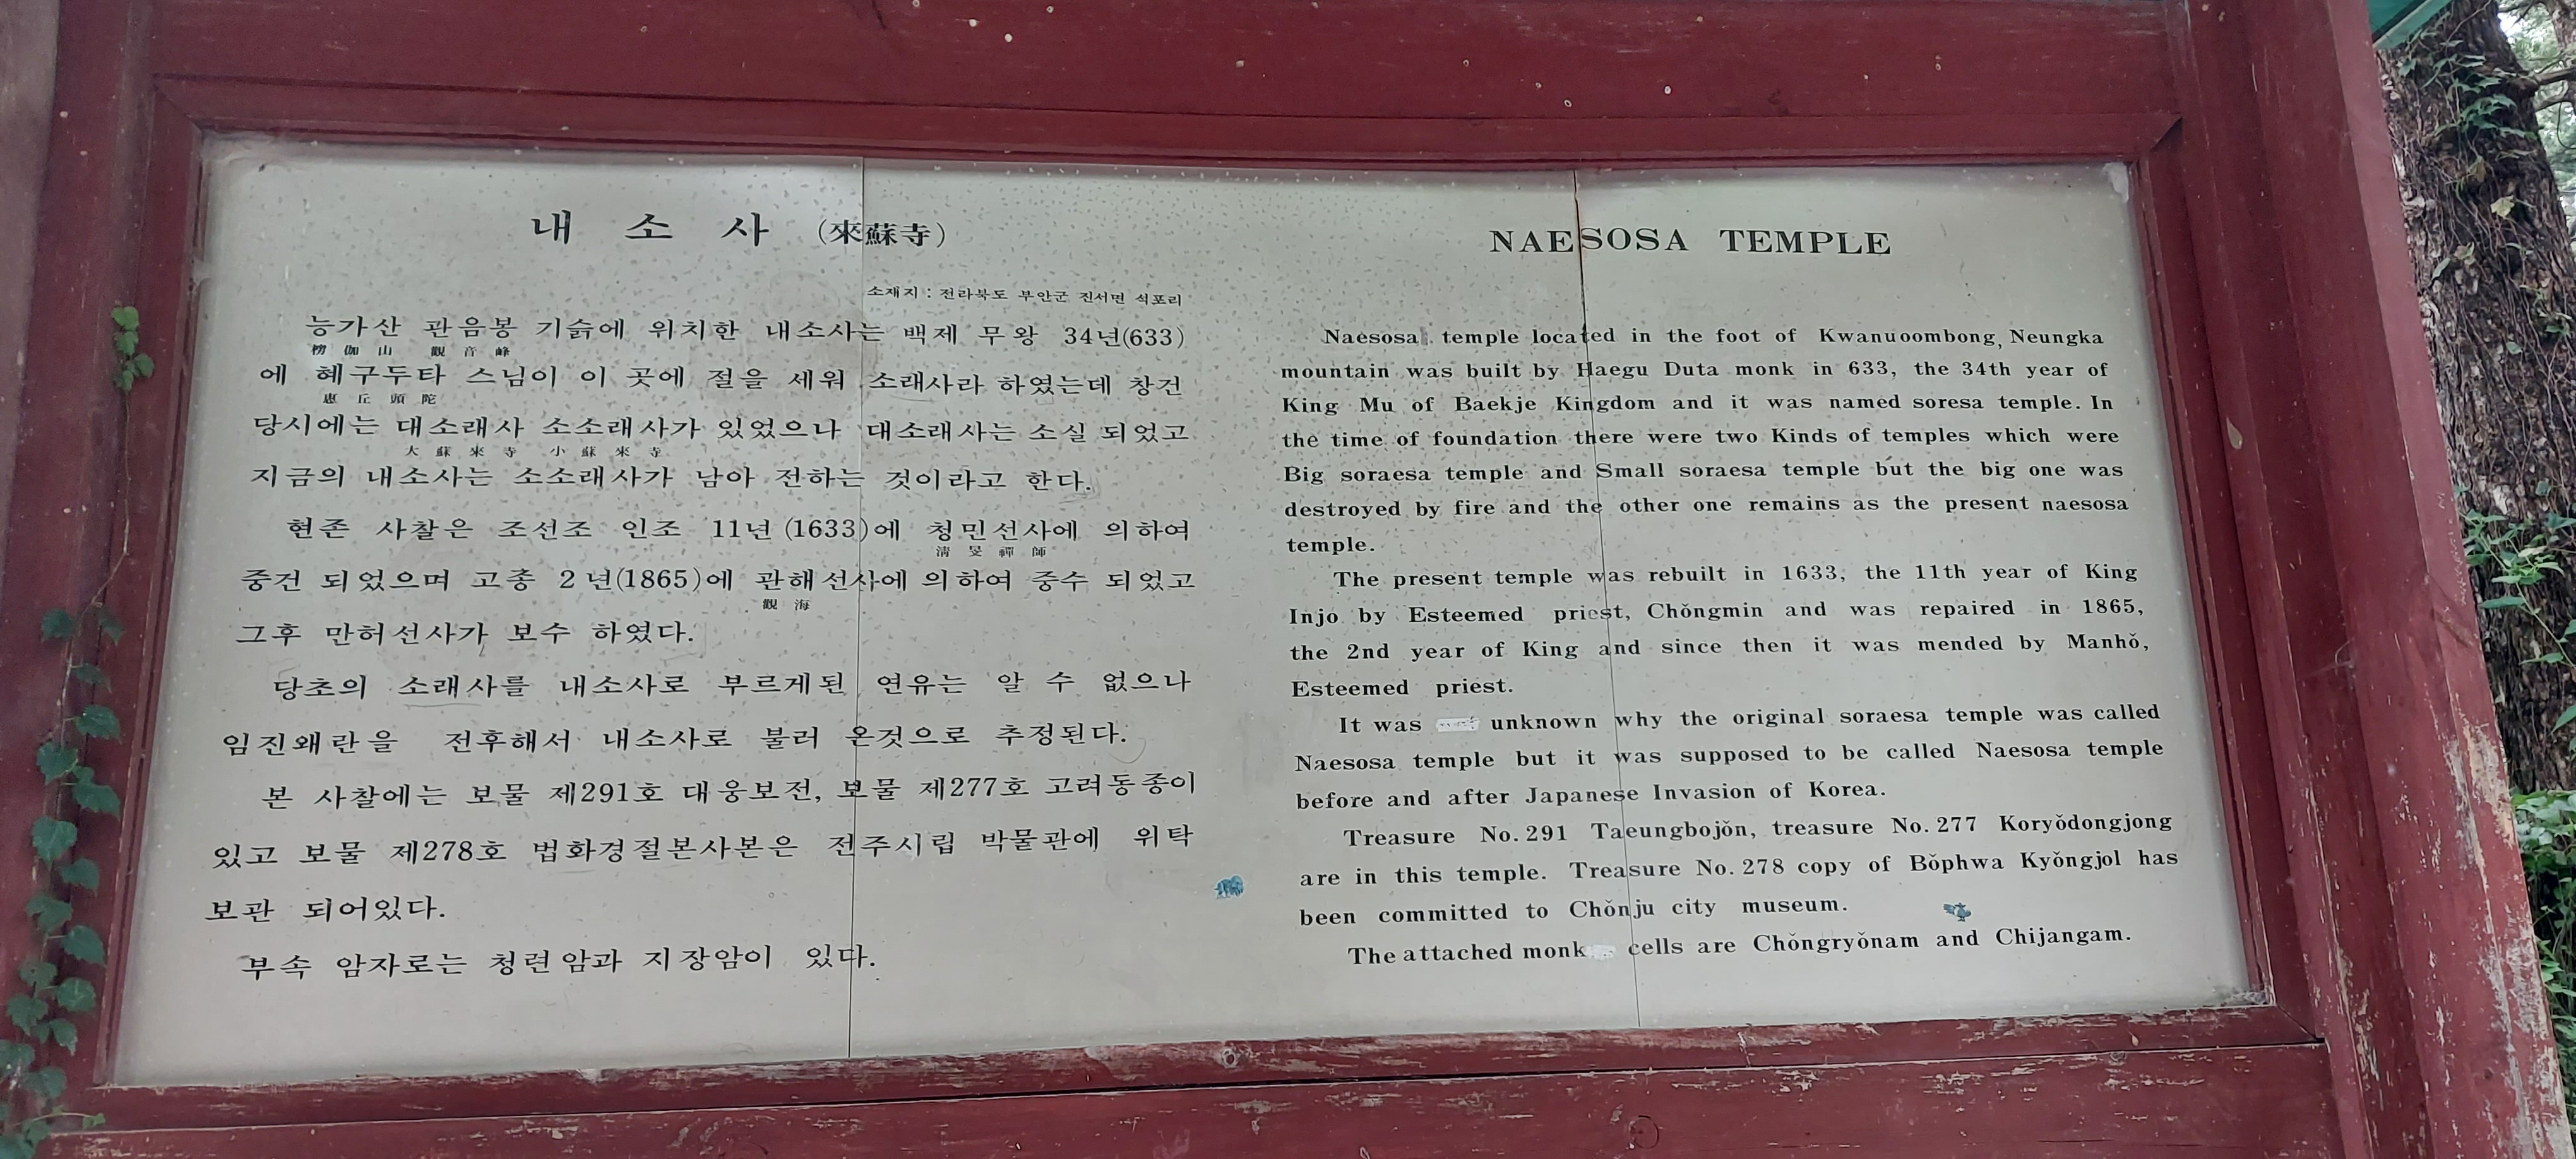 내 소 사 (來蘇寺)
소재지 : 전라북도 부안군 진서면 석포리
능가산 관음봉 기슭에 위치한 내소사는 백제 무왕 34년(633)
楞伽山 觀音峰
에 혜구두타 스님이 이 곳에 절을 세워 소래사라 하였는데 창건
惠丘頭陀
당시에는 대소래사 소소래사가 있었으나 대소래사는 소실 되었고
大蘇來寺 小蘇來寺
지금의 내소사는 소소래사가 남아 전하는 것이라고 한다.
현존 사찰은 조선조 인조 11년 (1633)에 청민선사에 의하여
淸旻禪師
중건 되었으며 고종 2년(1865)에 관해선사에 의하여 중수 되었고
觀海
그후 만허선사가 보수 하였다.
당초의 소래사를 내소사로 부르게된 연유는 알 수 없으나
임진왜란을 전후해서 내소사로 불러 온것으로 추정된다.
본 사찰에는 보물 제291호 대웅보전, 보물 제277호 고려동종이
있고 보물 제278호 법화경절본사본은 전주시립 박물관에 위탁
보관 되어있다.
부속 암자로는 청련암과 지장암이 있다.
NAESOSA TEMPLE
Naesosa temple located in the foot of Kwanuoombong, Neungka
mountain was built by Haegu Duta monk in 633, the 34th year of
King Mu of Baekje Kingdom and it was named soresa temple. In
the time of foundation there were two Kinds of temples which were
Big soraesa temple and Small soraesa temple but the big one was
destroyed by fire and the other one remains as the present naesosa
temple.
The present temple was rebuilt in 1633, the 11th year of King
Injo by Esteemed priest, Chŏngmin and was repaired in 1865,
the 2nd year of King and since then it was mended by Manhŏ,
Esteemed priest.
It was unknown why the original soraesa temple was called
Naesosa temple but it was supposed to be called Naesosa temple
before and after Japanese Invasion of Korea.
Treasure No. 291 Taeungbojŏn, treasure No. 277 Koryŏdongjong
are in this temple. Treasure No. 278 copy of Bŏphwa Kyŏngjol has
been committed to Chŏnju city museum.
The attached monk cells are Chŏngryŏnam and Chijangam.